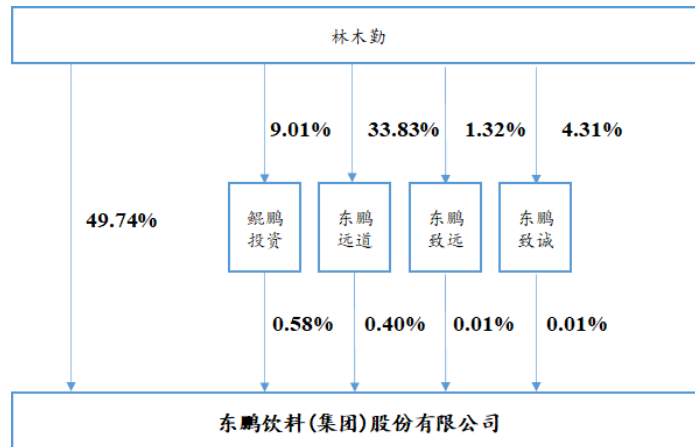 林木勤
9.01%
33.83%
1.32%
4.31%
49.74%
鲲鹏
投资
东鹏
远道
东鹏
致远
东鹏
致诚
0.58%
0.40%
0.01%
0.01%
东鹏饮料(集团)股份有限公司